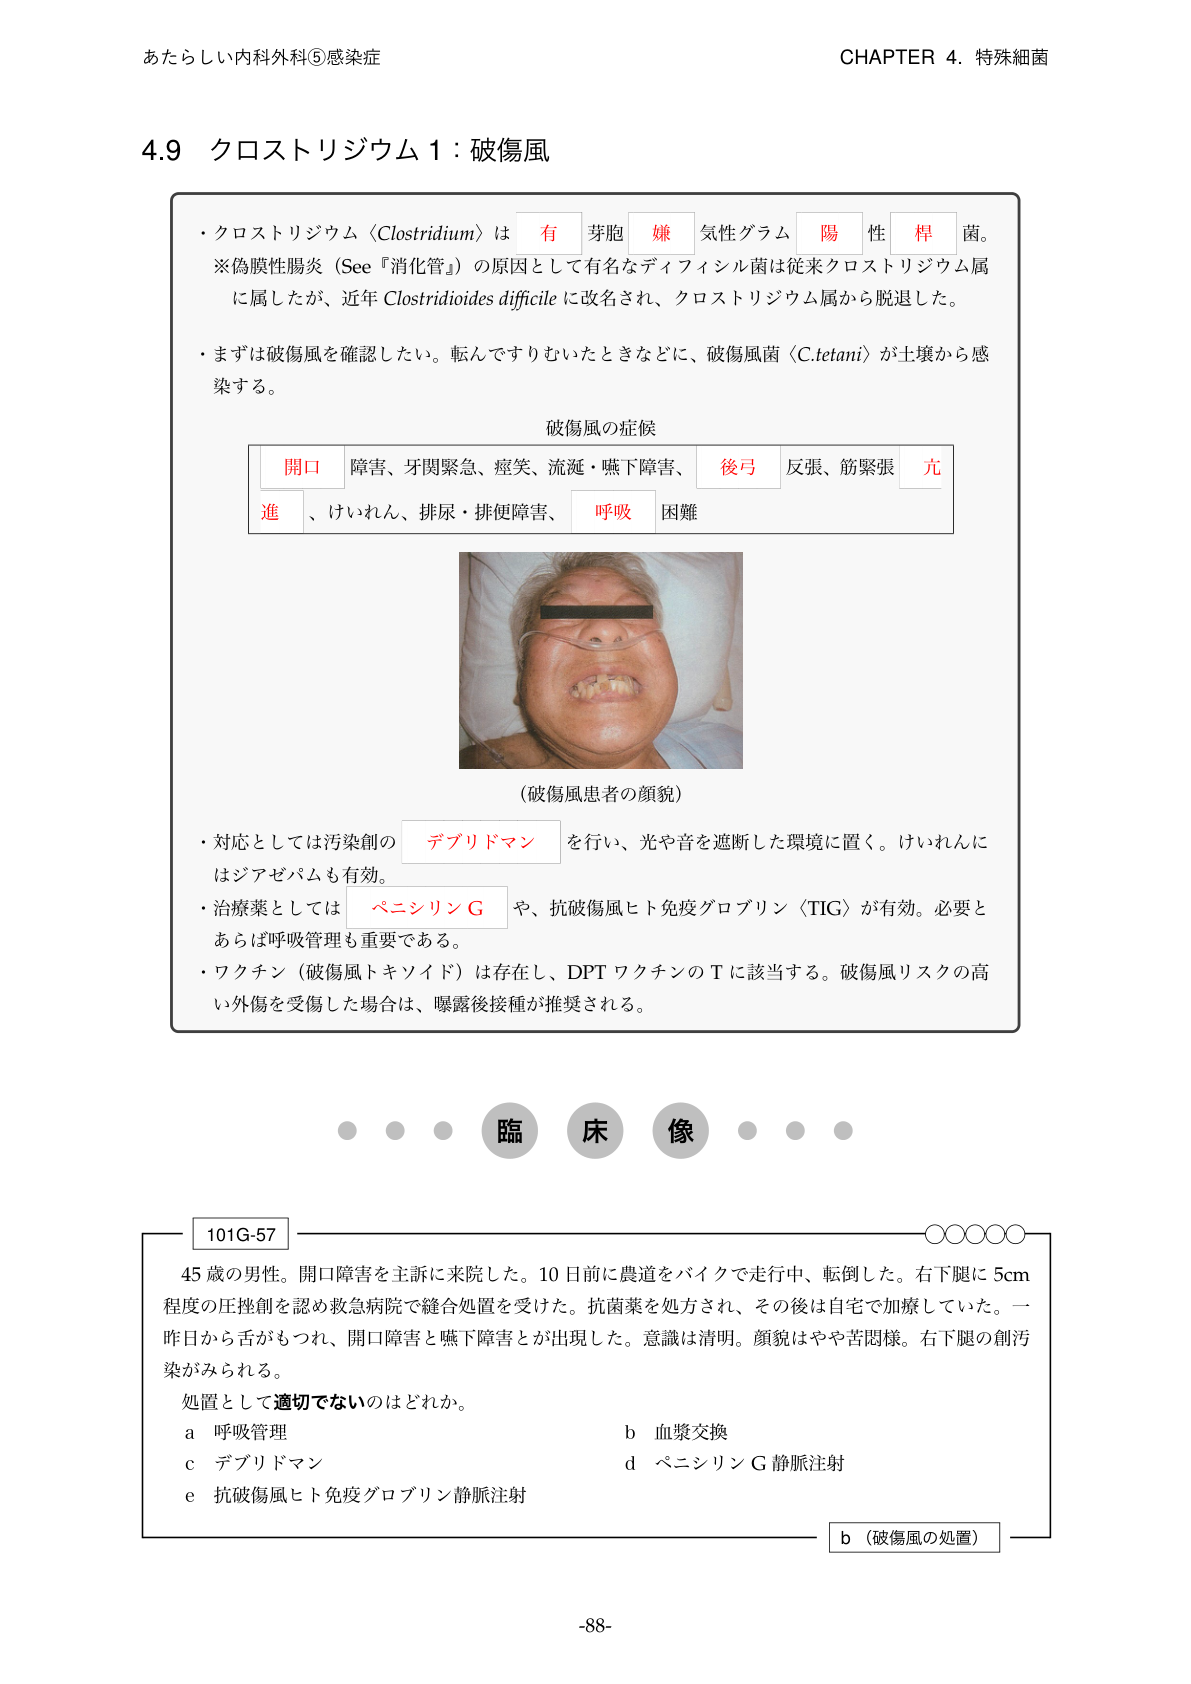 あたらしい内科外科⑤感染症
CHAPTER 4. 特殊細菌
4.9 クロストリジウム 1：破傷風
・クロストリジウム〈Clostridium〉は 有 芽胞 嫌 気性グラム 陽 性 桿 菌。
※偽膜性腸炎（See『消化管』）の原因として有名なディフィシル菌は従来クロストリジウム属
に属したが、近年 Clostridioides difficile に改名され、クロストリジウム属から脱退した。
・まずは破傷風を確認したい。転んですりむいたときなどに、破傷風菌〈C.tetani〉が土壌から感
染する。
破傷風の症候
開口 障害、牙関緊急、痙笑、流涎・嚥下障害、 後弓 反張、筋緊張 亢
進 、けいれん、排尿・排便障害、 呼吸 困難
（破傷風患者の顔貌）
・対応としては汚染創の デブリドマン を行い、光や音を遮断した環境に置く。けいれんに
はジアゼパムも有効。
・治療薬としては ペニシリン G や、抗破傷風ヒト免疫グロブリン〈TIG〉が有効。必要と
あらば呼吸管理も重要である。
・ワクチン（破傷風トキソイド）は存在し、DPT ワクチンの T に該当する。破傷風リスクの高
い外傷を受傷した場合は、曝露後接種が推奨される。
臨床像
101G-57
45 歳の男性。開口障害を主訴に来院した。10 日前に農道をバイクで走行中、転倒した。右下腿に 5cm
程度の圧挫創を認め救急病院で縫合処置を受けた。抗菌薬を処方され、その後は自宅で加療していた。一
昨日から舌がもつれ、開口障害と嚥下障害とが出現した。意識は清明。顔貌はやや苦悶様。右下腿の創汚
染がみられる。
処置として適切でないのはどれか。
a 呼吸管理
b 血漿交換
c デブリドマン
d ペニシリン G 静脈注射
e 抗破傷風ヒト免疫グロブリン静脈注射
b （破傷風の処置）
-88-